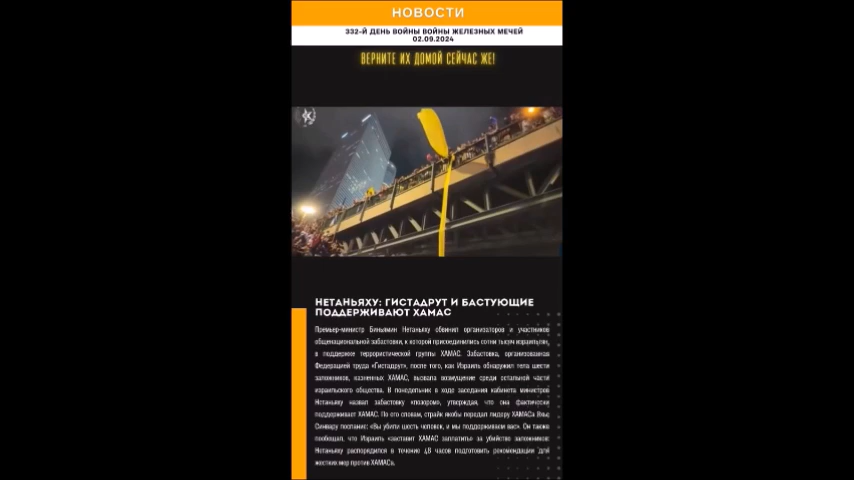 НОВОСТИ
332-Й ДЕНЬ ВОЙНЫ ВОЙНЫ ЖЕЛЕЗНЫХ МЕЧЕЙ
02.09.2024
ВЕРНИТЕ ИХ ДОМОЙ СЕЙЧАС ЖЕ!
НЕТАНЬЯХУ: ГИСТАДРУТ И БАСТУЮЩИЕ
ПОДДЕРЖИВАЮТ ХАМАС
Премьер-министр Биньямин Нетаньяху обвинил организаторов и участников
общенациональной забастовки, к которой присоединились сотни тысяч израильтян,
в поддержке террористической группы ХАМАС. Забастовка, организованная
Федерацией труда «Гистадрут», после того, как Израиль обнаружил тела шести
заложников, казненных ХАМАС, вызвала возмущение среди остальной части
израильского общества. В понедельник в ходе заседания кабинета министров
Нетаньяху назвал забастовку «позором», утверждая, что она фактически
поддерживает ХАМАС. По его словам, страйк якобы передал лидеру ХАМАСа Яхье
Синвару послание: «Вы убили шесть человек, и мы поддерживаем вас». Он также
пообещал, что Израиль «заставит ХАМАС заплатить» за убийство заложников.
Нетаньяху распорядился в течение 48 часов подготовить рекомендации для
жестких мер против ХАМАСа.